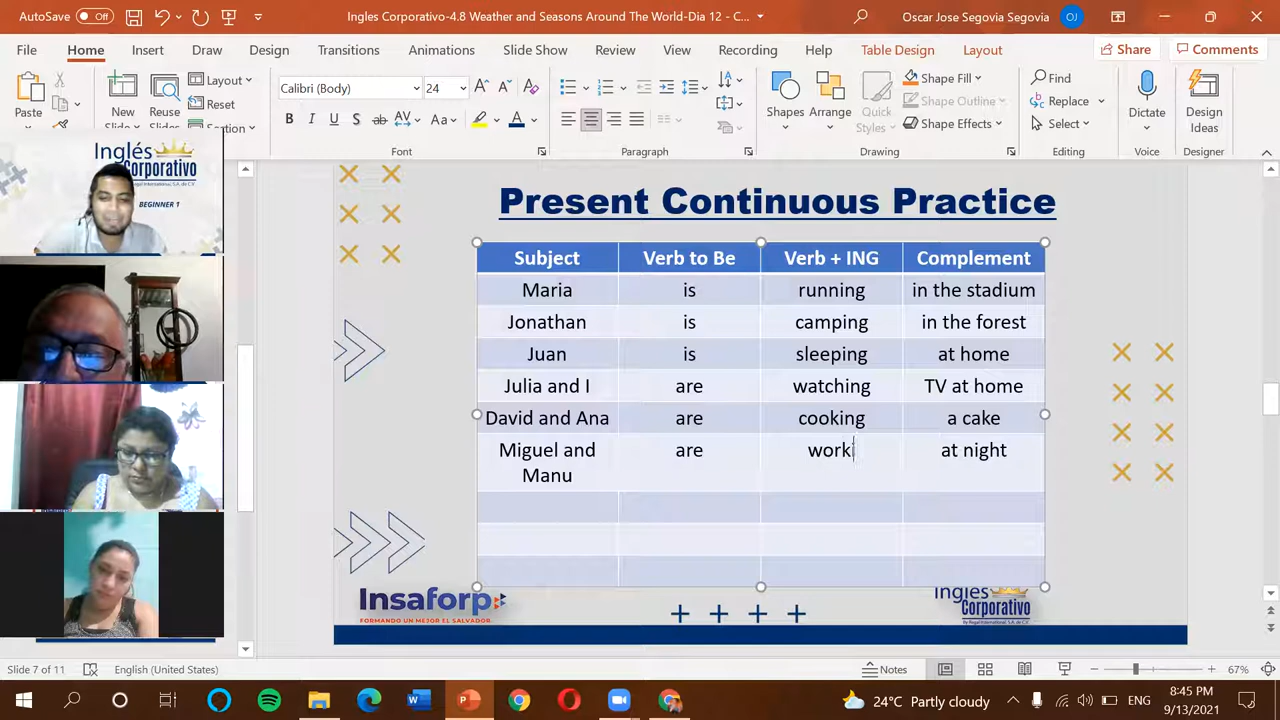 AutoSave Off
Ingles Corporativo-4.8 Weather and Seasons Around The World-Dia 12 - C...
Oscar Jose Segovia Segovia OJ
File Home Insert Draw Design Transitions Animations Slide Show Review View Recording Help Table Design Layout Share Comments
Paste
New
Reuse
Slides
Layout
Reset
Section
Calibri (Body) 24
Shapes
Arrange
Quick
Styles
Shape Fill
Shape Outline
Shape Effects
Find
Replace
Select
Dictate
Design
Ideas
Font Paragraph Drawing Editing Voice Designer
Inglés
Corporativo
BEGINNER 1
Present Continuous Practice
Subject Verb to Be Verb + ING Complement
Maria is running in the stadium
Jonathan is camping in the forest
Juan is sleeping at home
Julia and I are watching TV at home
David and Ana are cooking a cake
Miguel and are worki at night
Manu
Insaforp
FORMANDO UN MEJOR EL SALVADOR
Inglés
Corporativo
Slide 7 of 11 English (United States) Notes 67%
24°C Partly cloudy ENG
8:45 PM
9/13/2021